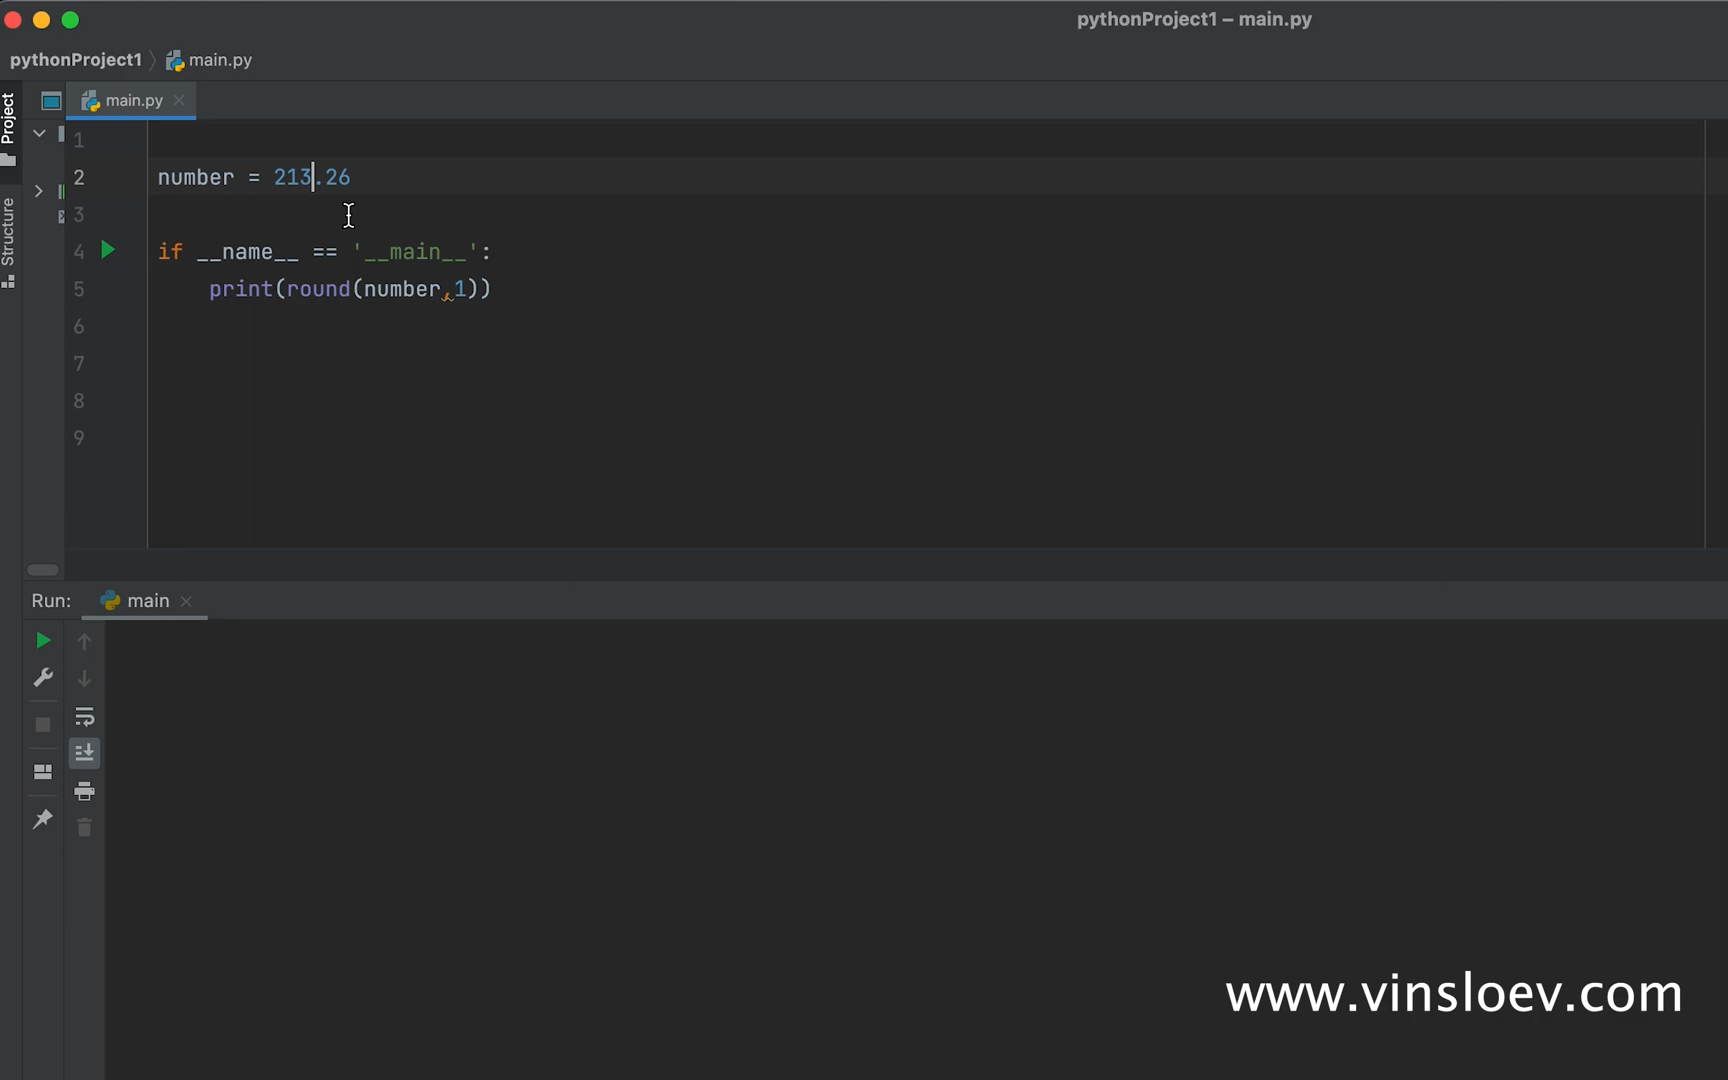 pythonProject1 – main.py
pythonProject1 main.py
Project
main.py
1
2 number = 213.26
3
4 if __name__ == '__main__':
5 print(round(number,1))
6
7
8
9
Structure
Run: main
www.vinsloev.com